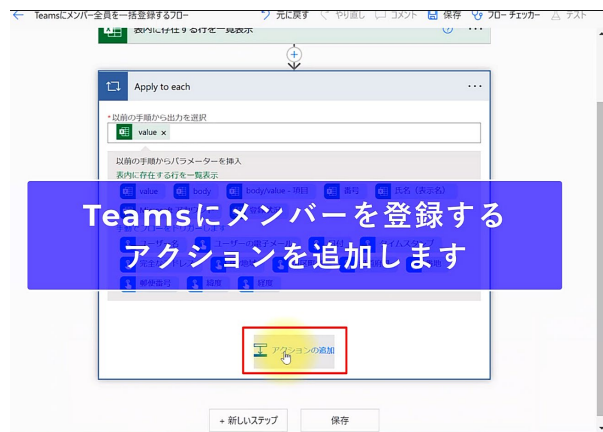 Teamsにメンバー全員を一括登録するフロー
元に戻す やり直し コメント 保存 フロー チェッカー テスト
表内に存在する行を一覧表示
Apply to each
*以前の手順から出力を選択
value ×
以前の手順からパラメーターを挿入
表内に存在する行を一覧表示
value body body/value - 項目 番号 氏名（表示名）
Teamsにメンバーを登録する
アクションを追加します
郵便番号 緯度 経度
アクションの追加
+ 新しいステップ 保存